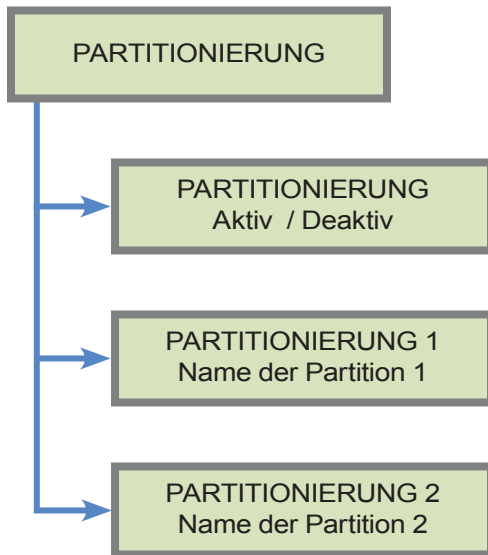 PARTITIONIERUNG
PARTITIONIERUNG
Aktiv / Deaktiv
PARTITIONIERUNG 1
Name der Partition 1
PARTITIONIERUNG 2
Name der Partition 2